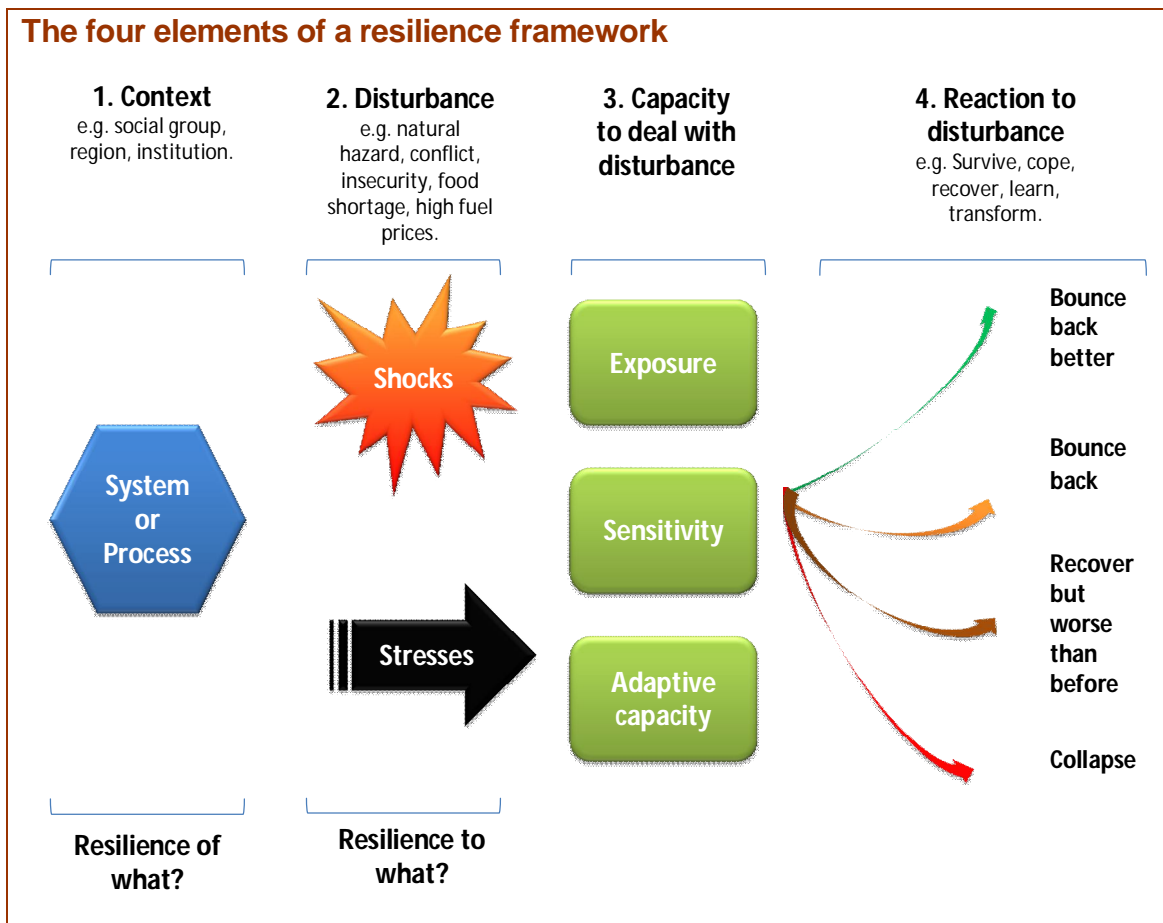 The four elements of a resilience framework
1. Context
e.g. social group,
region, institution.
2. Disturbance
e.g. natural
hazard, conflict,
insecurity, food
shortage, high fuel
prices.
3. Capacity
to deal with
disturbance
4. Reaction to
disturbance
e.g. Survive, cope,
recover, learn,
transform.
System
or
Process
Shocks
Stresses
Exposure
Sensitivity
Adaptive
capacity
Bounce
back
better
Bounce
back
Recover
but
worse
than
before
Collapse
Resilience of
what?
Resilience to
what?